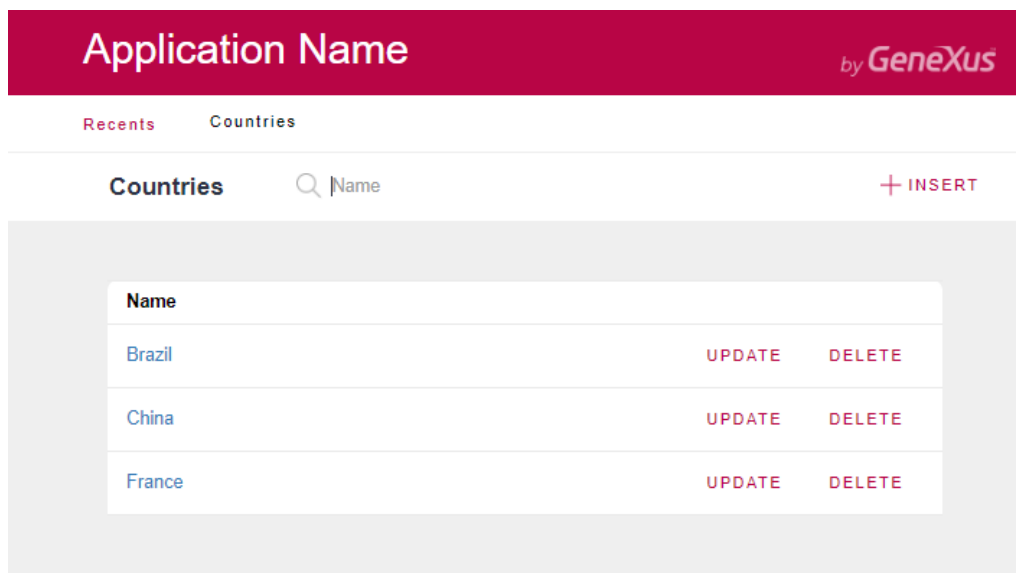 Application Name
by GeneXus
Recents Countries
Countries Name INSERT
Name
Brazil UPDATE DELETE
China UPDATE DELETE
France UPDATE DELETE